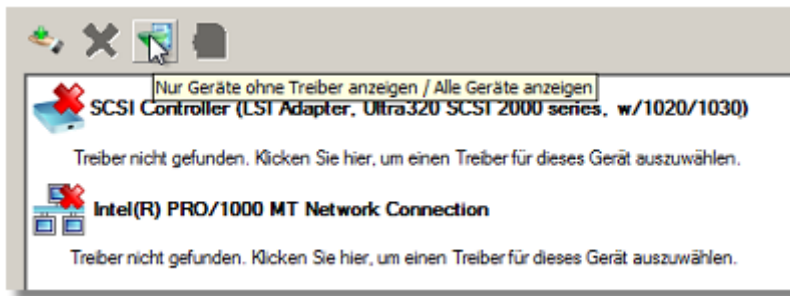 Nur Geräte ohne Treiber anzeigen / Alle Geräte anzeigen
SCSI Controller (LSI Adapter, Ultra320 SCSI 2000 series, w/1020/1030)
Treiber nicht gefunden. Klicken Sie hier, um einen Treiber für dieses Gerät auszuwählen.
Intel(R) PRO/1000 MT Network Connection
Treiber nicht gefunden. Klicken Sie hier, um einen Treiber für dieses Gerät auszuwählen.